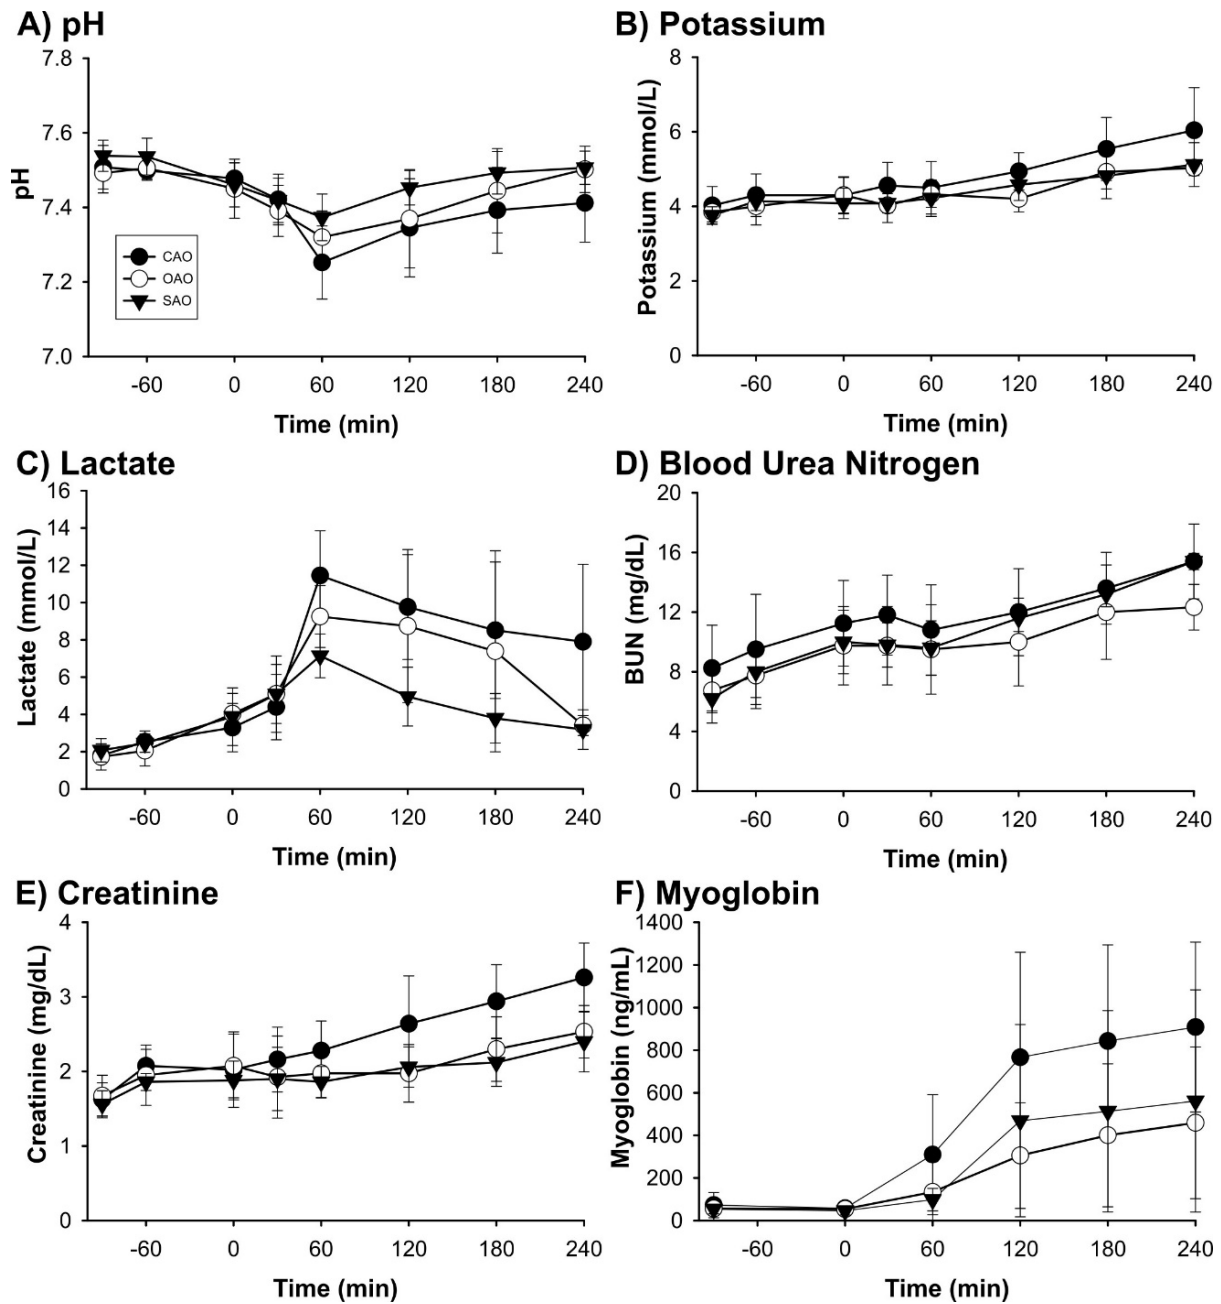 A) pH
7.8
7.6
7.4
7.2
7.0
pH
CAO
OAO
SAO
-60 0 60 120 180 240
Time (min)
B) Potassium
8
6
4
2
0
Potassium (mmol/L)
-60 0 60 120 180 240
Time (min)
C) Lactate
16
14
12
10
8
6
4
2
0
Lactate (mmol/L)
-60 0 60 120 180 240
Time (min)
D) Blood Urea Nitrogen
20
16
12
8
4
0
BUN (mg/dL)
-60 0 60 120 180 240
Time (min)
E) Creatinine
4
3
2
1
0
Creatinine (mg/dL)
-60 0 60 120 180 240
Time (min)
F) Myoglobin
1400
1200
1000
800
600
400
200
0
Myoglobin (ng/mL)
-60 0 60 120 180 240
Time (min)